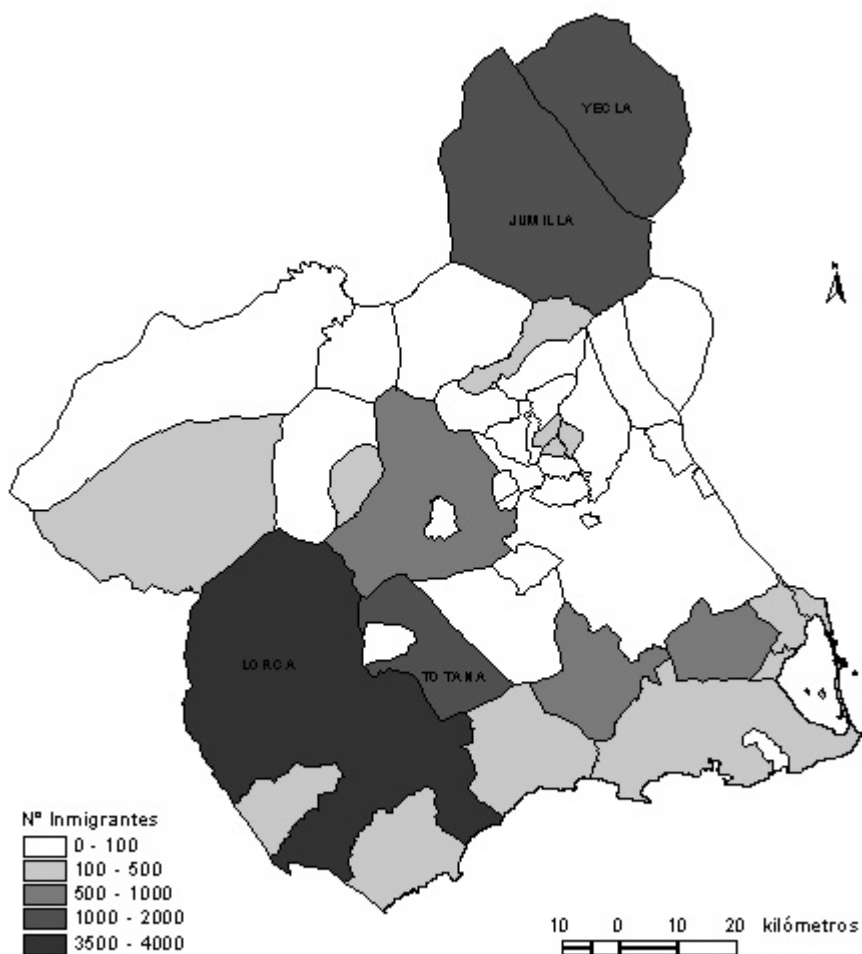 YECLA
JUMILLA
N
LORCA
TOTANA
Nº Inmigrantes
0 - 100
100 - 500
500 - 1000
1000 - 2000
3500 - 4000
10 0 10 20 kilómetros